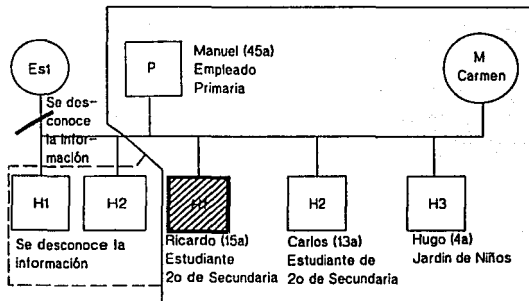 Es1
Se des-
conoce
la infor-
mación
P
Manuel (45a)
Empleado
Primaria
M
Carmen
H1
H2
Se desconoce la
información
H1
Ricardo (15a)
Estudiante
2o de Secundaria
H2
Carlos (13a)
Estudiante de
2o de Secundaria
H3
Hugo (4a)
Jardin de Niños